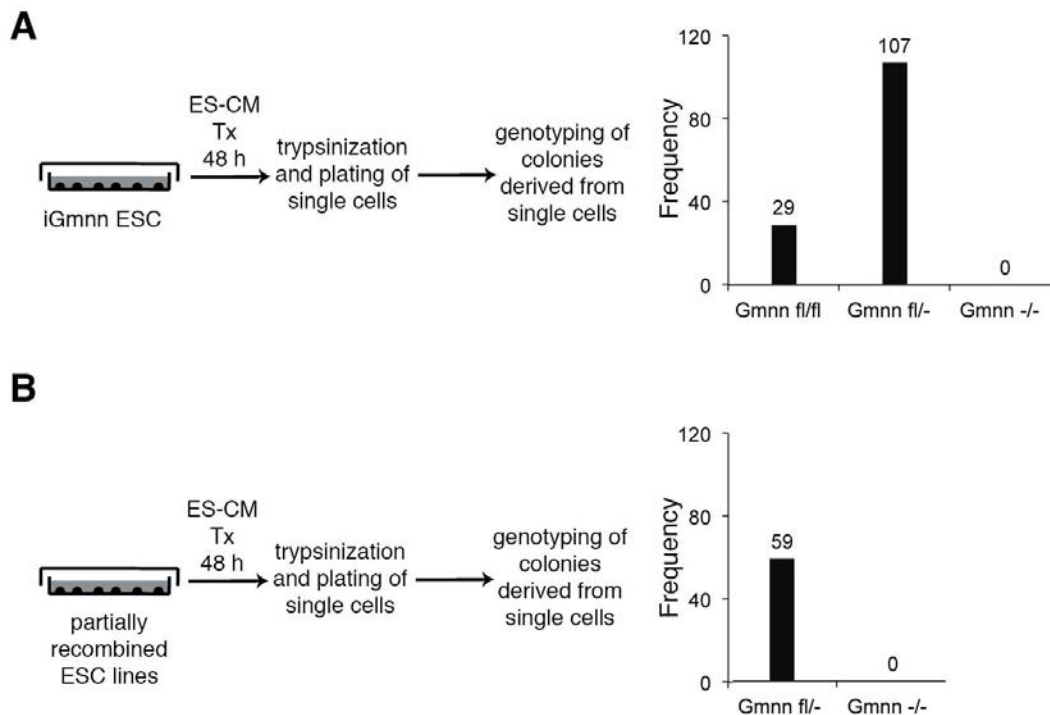 A
ES-CM
Tx
48 h
iGmnn ESC
trypsinization
and plating of
single cells
genotyping of
colonies
derived from
single cells
Frequency
120
80
40
0
29
107
0
Gmnn fl/fl
Gmnn fl/-
Gmnn -/-
B
ES-CM
Tx
48 h
partially
recombined
ESC lines
trypsinization
and plating of
single cells
genotyping of
colonies
derived from
single cells
Frequency
120
80
40
0
59
0
Gmnn fl/-
Gmnn -/-